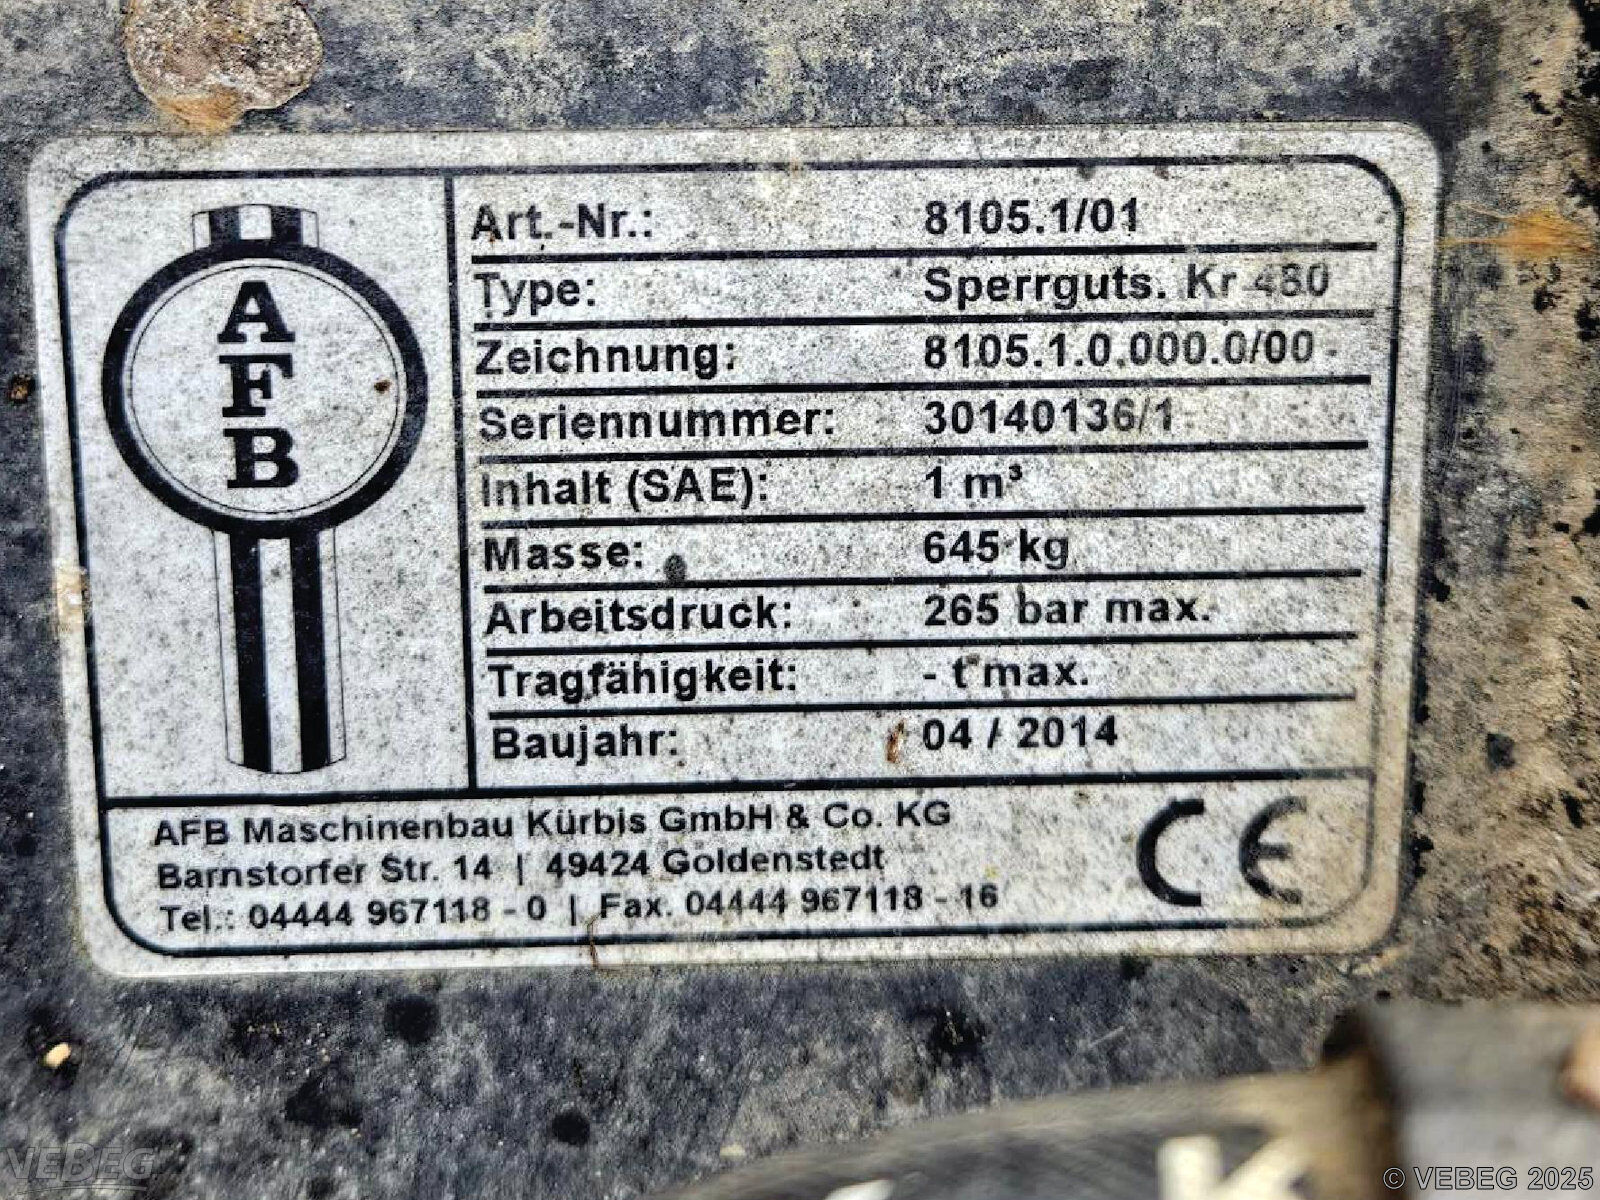 A
F
B
Art.-Nr.: 8105.1/01
Type: Sperrguts. Kr 480
Zeichnung: 8105.1.0.000.0/00
Seriennummer: 30140136/1
Inhalt (SAE): 1 m³
Masse: 645 kg
Arbeitsdruck: 265 bar max.
Tragfähigkeit: - t max.
Baujahr: 04 / 2014
AFB Maschinenbau Kürbis GmbH & Co. KG
Barnstorfer Str. 14 | 49424 Goldenstedt
Tel.: 04444 967118 - 0 | Fax. 04444 967118 - 16
CE
VEBEG
© VEBEG 2025